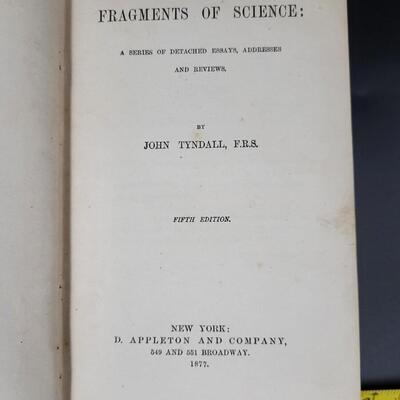 FRAGMENTS OF SCIENCE:
A SERIES OF DETACHED ESSAYS, ADDRESSES
AND REVIEWS.
BY
JOHN TYNDALL, F.R.S.
FIFTH EDITION.
NEW YORK:
D. APPLETON AND COMPANY,
549 AND 551 BROADWAY.
1877.